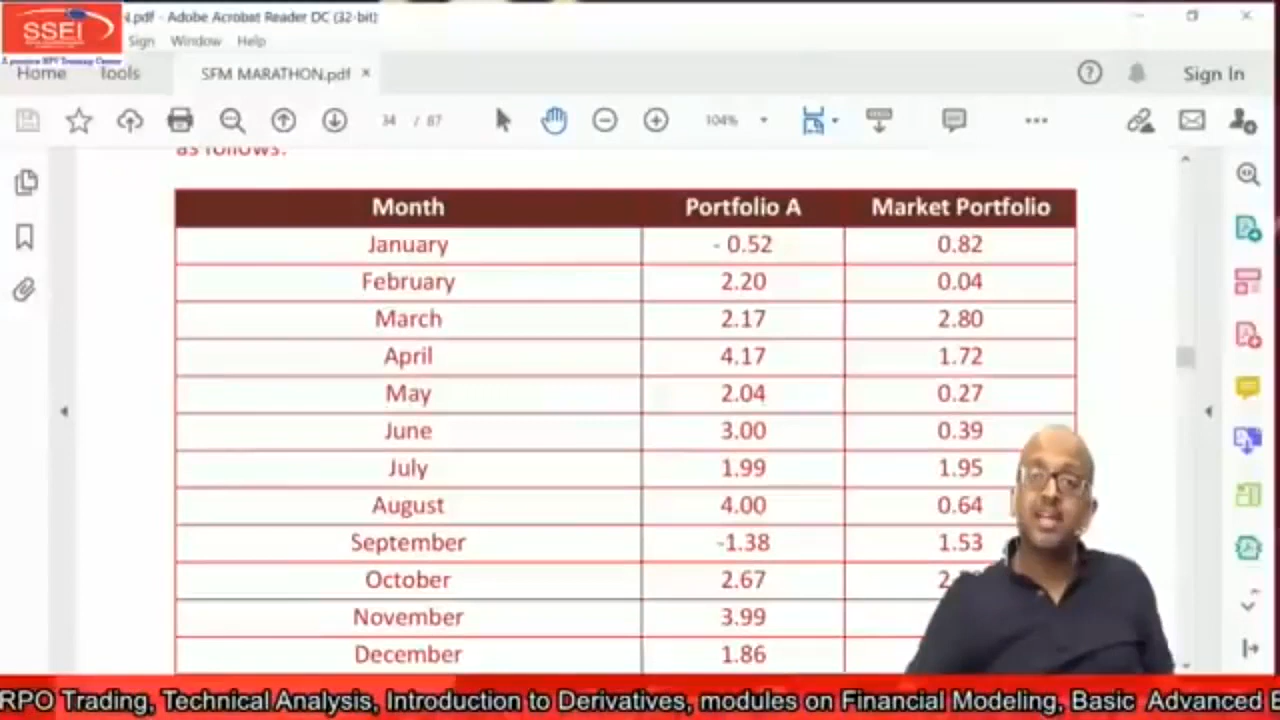 SSEI
.pdf - Adobe Acrobat Reader DC (32-bit)
Sign Window Help
Home Tools SFM MARATHON.pdf × Sign In
34 / 87 104%
as follows:
Month Portfolio A Market Portfolio
January - 0.52 0.82
February 2.20 0.04
March 2.17 2.80
April 4.17 1.72
May 2.04 0.27
June 3.00 0.39
July 1.99 1.95
August 4.00 0.64
September -1.38 1.53
October 2.67
November 3.99
December 1.86
RPO Trading, Technical Analysis, Introduction to Derivatives, modules on Financial Modeling, Basic Advanced